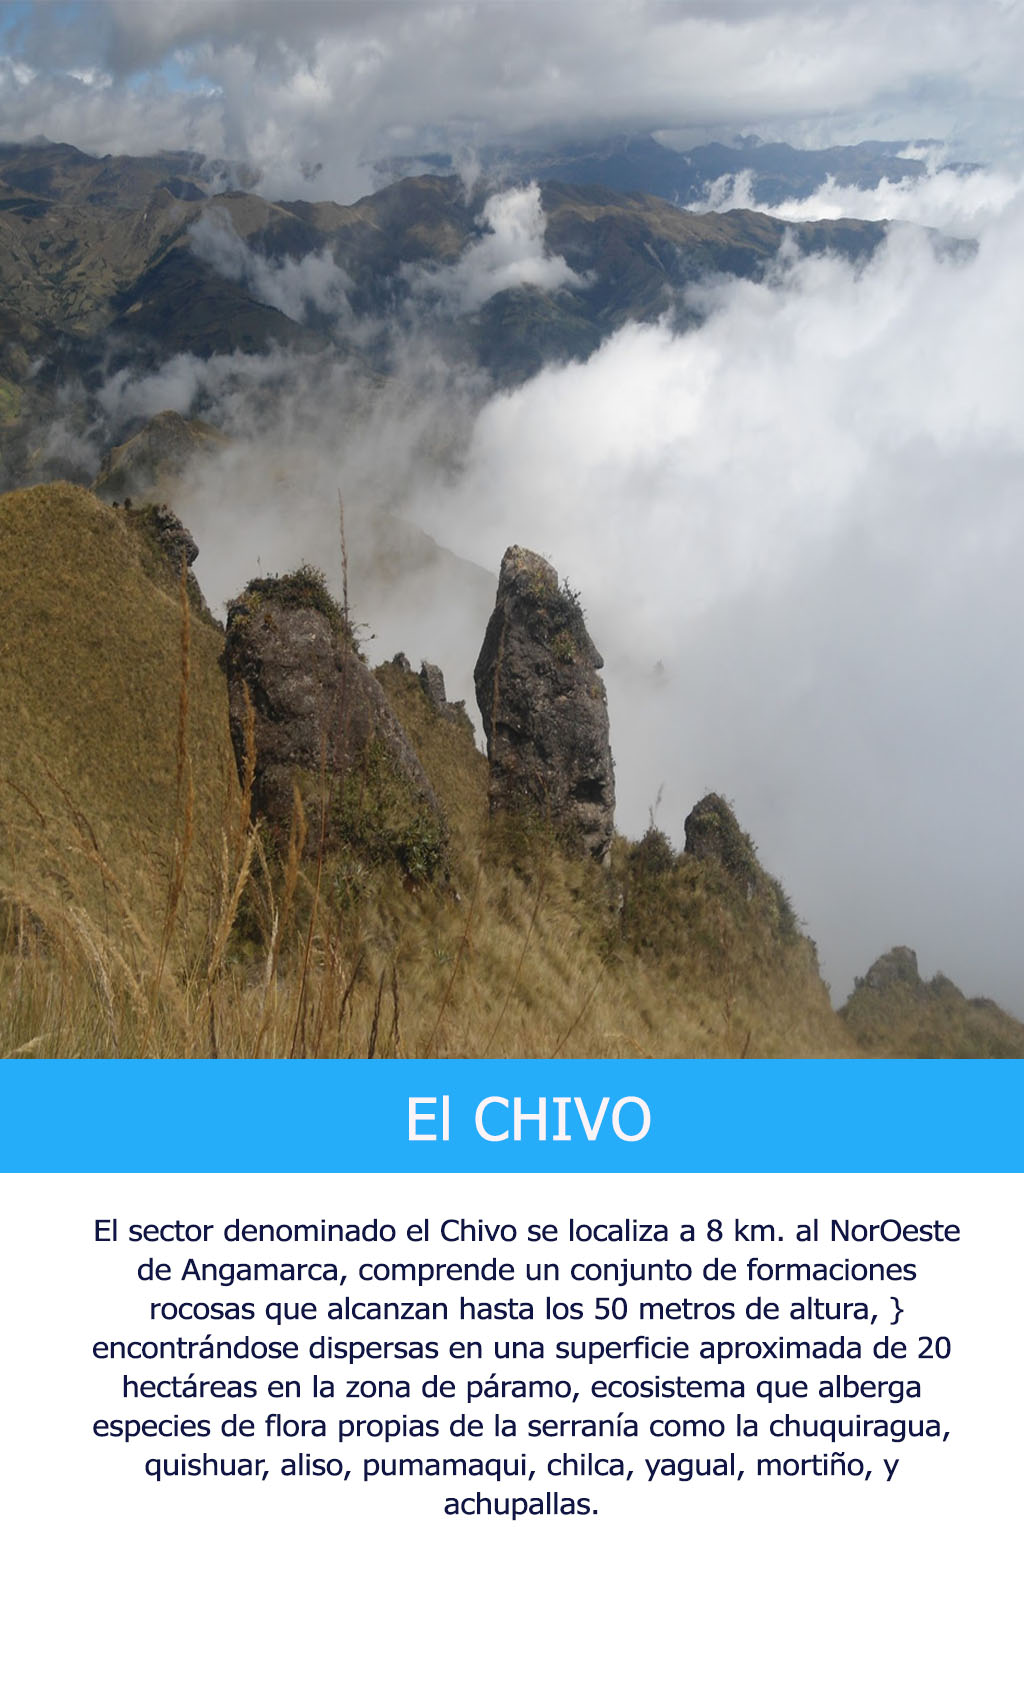 El CHIVO
El sector denominado el Chivo se localiza a 8 km. al NorOeste
de Angamarca, comprende un conjunto de formaciones
rocosas que alcanzan hasta los 50 metros de altura, }
encontrándose dispersas en una superficie aproximada de 20
hectáreas en la zona de páramo, ecosistema que alberga
especies de flora propias de la serranía como la chuquiragua,
quishuar, aliso, pumamaqui, chilca, yagual, mortiño, y
achupallas.